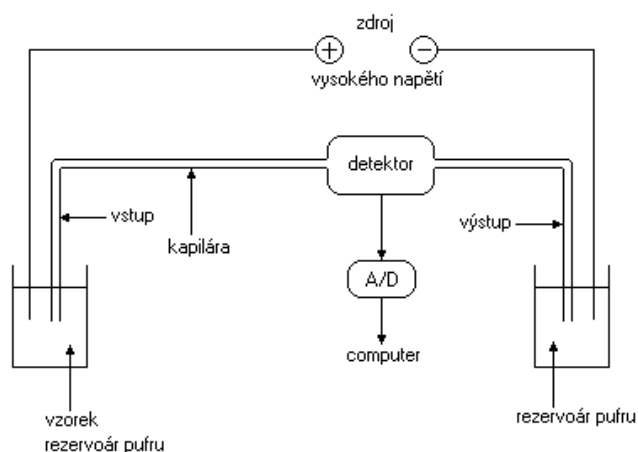 zdroj
+ −
vysokého napětí
detektor
vstup
výstup
kapilára
A/D
computer
vzorek
rezervoár pufru
rezervoár pufru